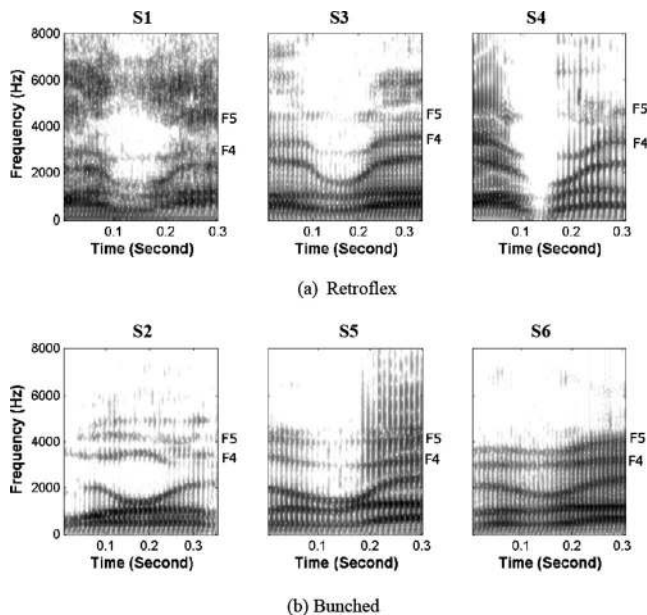 S1 S3 S4
8000
6000
4000
2000
0
Frequency (Hz)
F5 F5 F5
F4 F4 F4
0.1 0.2 0.3 0.1 0.2 0.3 0.1 0.2 0.3
Time (Second) Time (Second) Time (Second)
(a) Retroflex
S2 S5 S6
8000
6000
4000
2000
0
Frequency (Hz)
F5 F5 F5
F4 F4 F4
0.1 0.2 0.3 0.1 0.2 0.3 0.1 0.2 0.3
Time (Second) Time (Second) Time (Second)
(b) Bunched